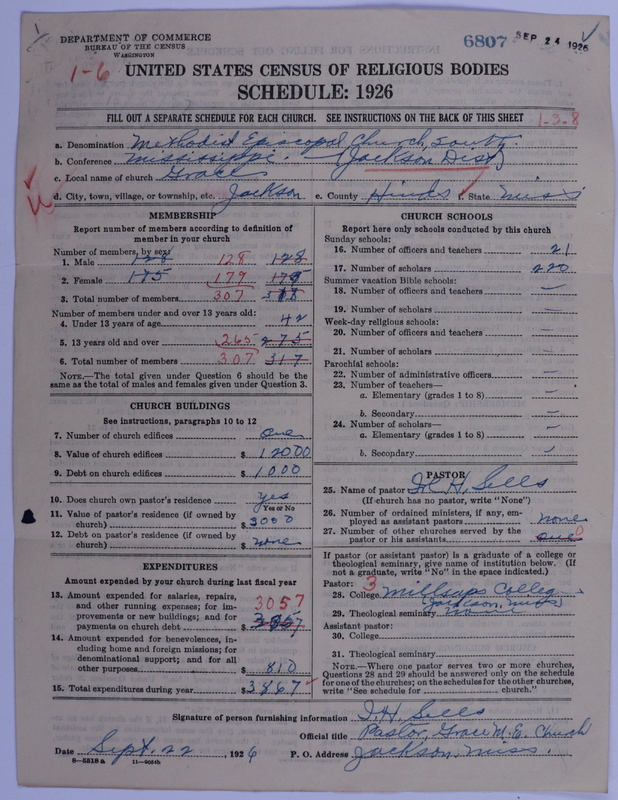 DEPARTMENT OF COMMERCE
BUREAU OF THE CENSUS
WASHINGTON
6807 SEP 24 1926
1-6
UNITED STATES CENSUS OF RELIGIOUS BODIES
SCHEDULE: 1926
FILL OUT A SEPARATE SCHEDULE FOR EACH CHURCH. SEE INSTRUCTIONS ON THE BACK OF THIS SHEET 1-3-8
a. Denomination Methodist Episcopal Church, South.
b. Conference Mississippi. (Jackson Dist)
c. Local name of church Grace
d. City, town, village, or township, etc. Jackson e. County Hinds f. State Miss
MEMBERSHIP
Report number of members according to definition of member in your church
Number of members, by sex:
1. Male 128 128 128
2. Female 175 179 179
3. Total number of members 307
Number of members under and over 13 years old:
4. Under 13 years of age 42
5. 13 years old and over 265 275
6. Total number of members 307 317
NOTE.—The total given under Question 6 should be the same as the total of males and females given under Question 3.
CHURCH BUILDINGS
See instructions, paragraphs 10 to 12
7. Number of church edifices one
8. Value of church edifices $ 12000
9. Debt on church edifices $ 1000
10. Does church own pastor's residence yes
Yes or No
11. Value of pastor's residence (if owned by church) $ 3000
12. Debt on pastor's residence (if owned by church) $ none
EXPENDITURES
Amount expended by your church during last fiscal year
13. Amount expended for salaries, repairs, and other running expenses; for improvements or new buildings; and for payments on church debt $ 3057
14. Amount expended for benevolences, including home and foreign missions; for denominational support; and for all other purposes $ 810
15. Total expenditures during year $ 3867
CHURCH SCHOOLS
Report here only schools conducted by this church
Sunday schools:
16. Number of officers and teachers 21
17. Number of scholars 220
Summer vacation Bible schools:
18. Number of officers and teachers —
19. Number of scholars —
Week-day religious schools:
20. Number of officers and teachers —
21. Number of scholars —
Parochial schools:
22. Number of administrative officers —
23. Number of teachers—
a. Elementary (grades 1 to 8) —
b. Secondary —
24. Number of scholars—
a. Elementary (grades 1 to 8) —
b. Secondary —
PASTOR
25. Name of pastor I. H. Sells
(If church has no pastor, write "None")
26. Number of ordained ministers, if any, employed as assistant pastors none
27. Number of other churches served by the pastor or his assistants one 0
If pastor (or assistant pastor) is a graduate of a college or theological seminary, give name of institution below. (If not a graduate, write "No" in the space indicated.)
Pastor: 3
28. College Millsaps College
Jackson, Miss
29. Theological seminary
Assistant pastor:
30. College
31. Theological seminary
NOTE.—Where one pastor serves two or more churches, Questions 28 and 29 should be answered only on the schedule for one of the churches; on the schedules for the other churches, write "See schedule for church."
Signature of person furnishing information I. H. Sells
Official title Pastor, Grace M. E. Church
Date Sept. 22, 1926 P. O. Address Jackson, Miss.
8—5518 a 11—9034h